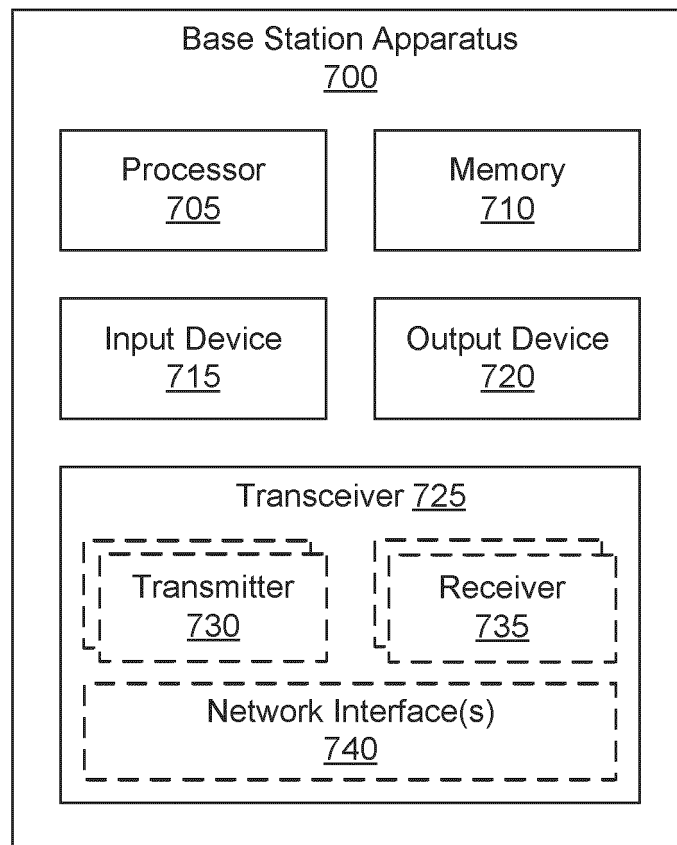 Base Station Apparatus
700
Processor
705
Memory
710
Input Device
715
Output Device
720
Transceiver 725
Transmitter
730
Receiver
735
Network Interface(s)
740